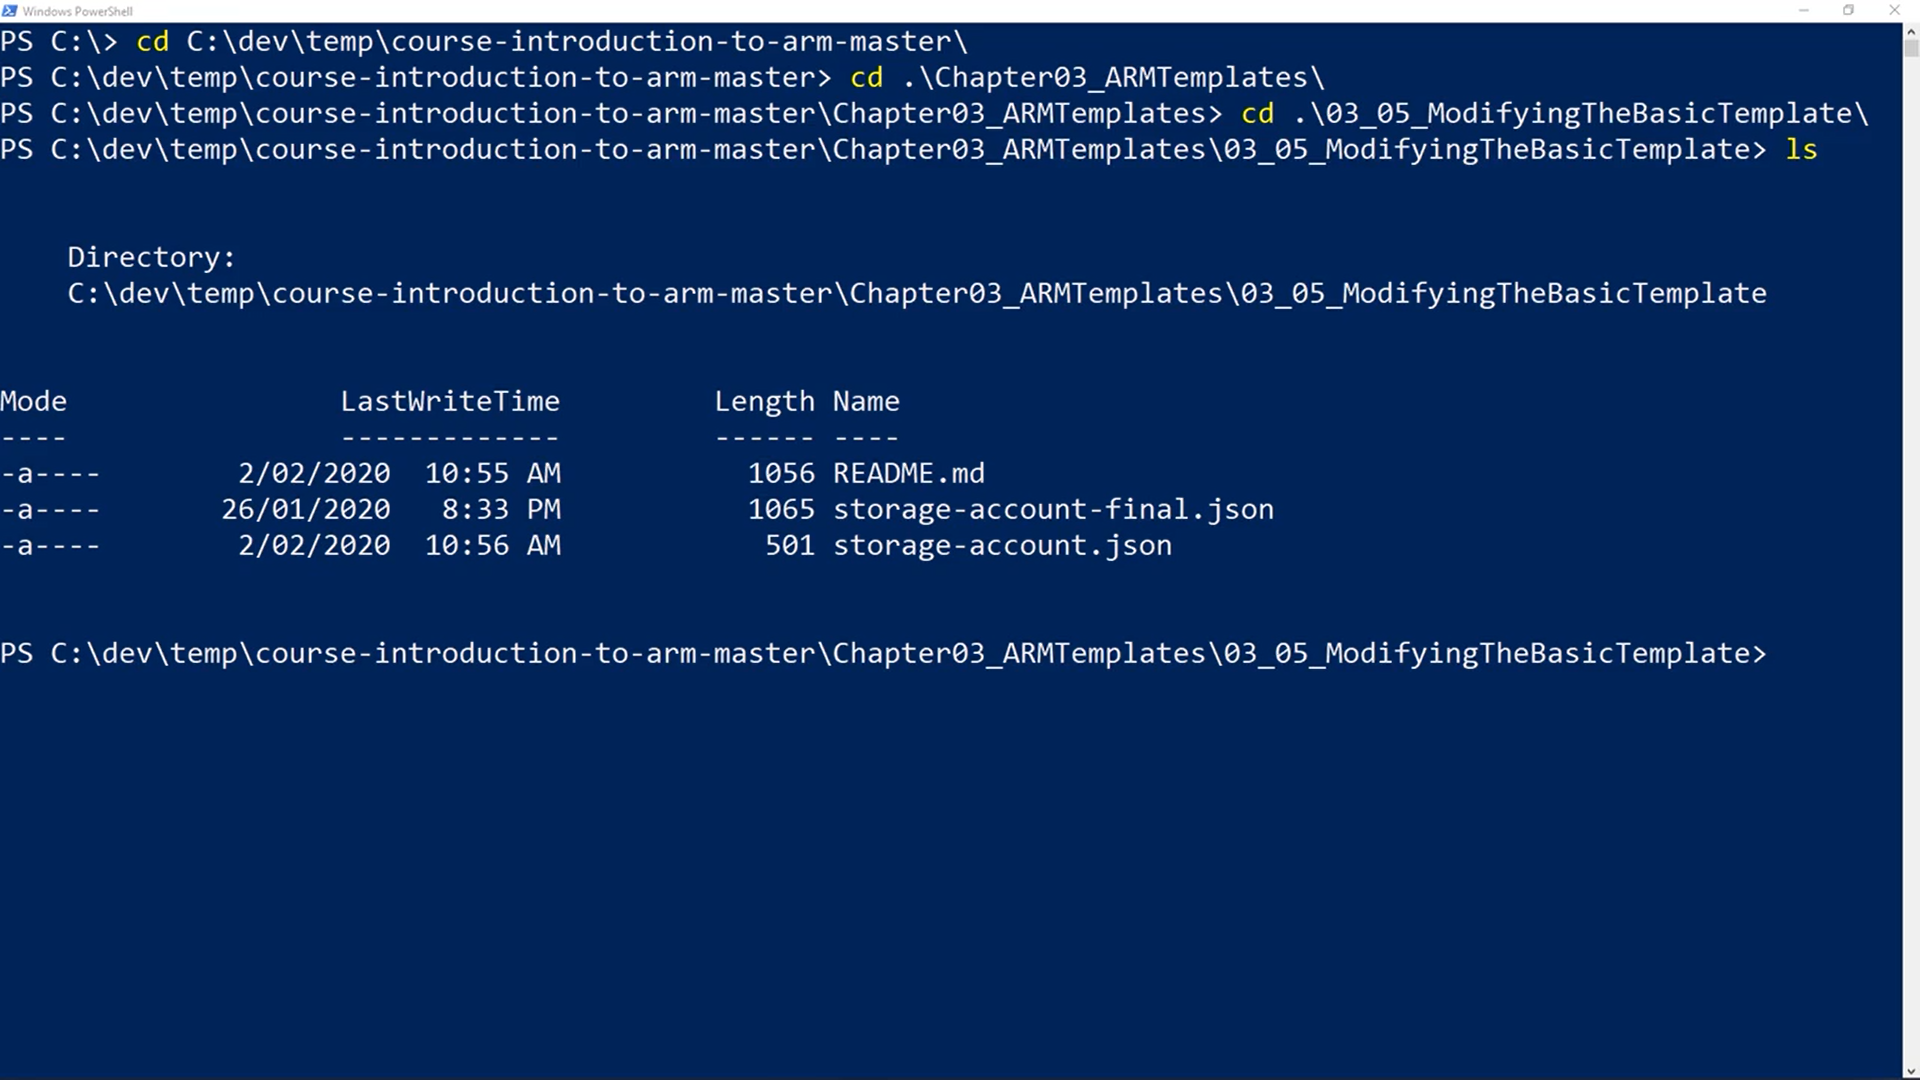 Windows PowerShell
PS C:\> cd C:\dev\temp\course-introduction-to-arm-master\
PS C:\dev\temp\course-introduction-to-arm-master> cd .\Chapter03_ARMTemplates\
PS C:\dev\temp\course-introduction-to-arm-master\Chapter03_ARMTemplates> cd .\03_05_ModifyingTheBasicTemplate\
PS C:\dev\temp\course-introduction-to-arm-master\Chapter03_ARMTemplates\03_05_ModifyingTheBasicTemplate> ls
Directory:
C:\dev\temp\course-introduction-to-arm-master\Chapter03_ARMTemplates\03_05_ModifyingTheBasicTemplate
Mode LastWriteTime Length Name
---- ------------- ------ ----
-a---- 2/02/2020 10:55 AM 1056 README.md
-a---- 26/01/2020 8:33 PM 1065 storage-account-final.json
-a---- 2/02/2020 10:56 AM 501 storage-account.json
PS C:\dev\temp\course-introduction-to-arm-master\Chapter03_ARMTemplates\03_05_ModifyingTheBasicTemplate>